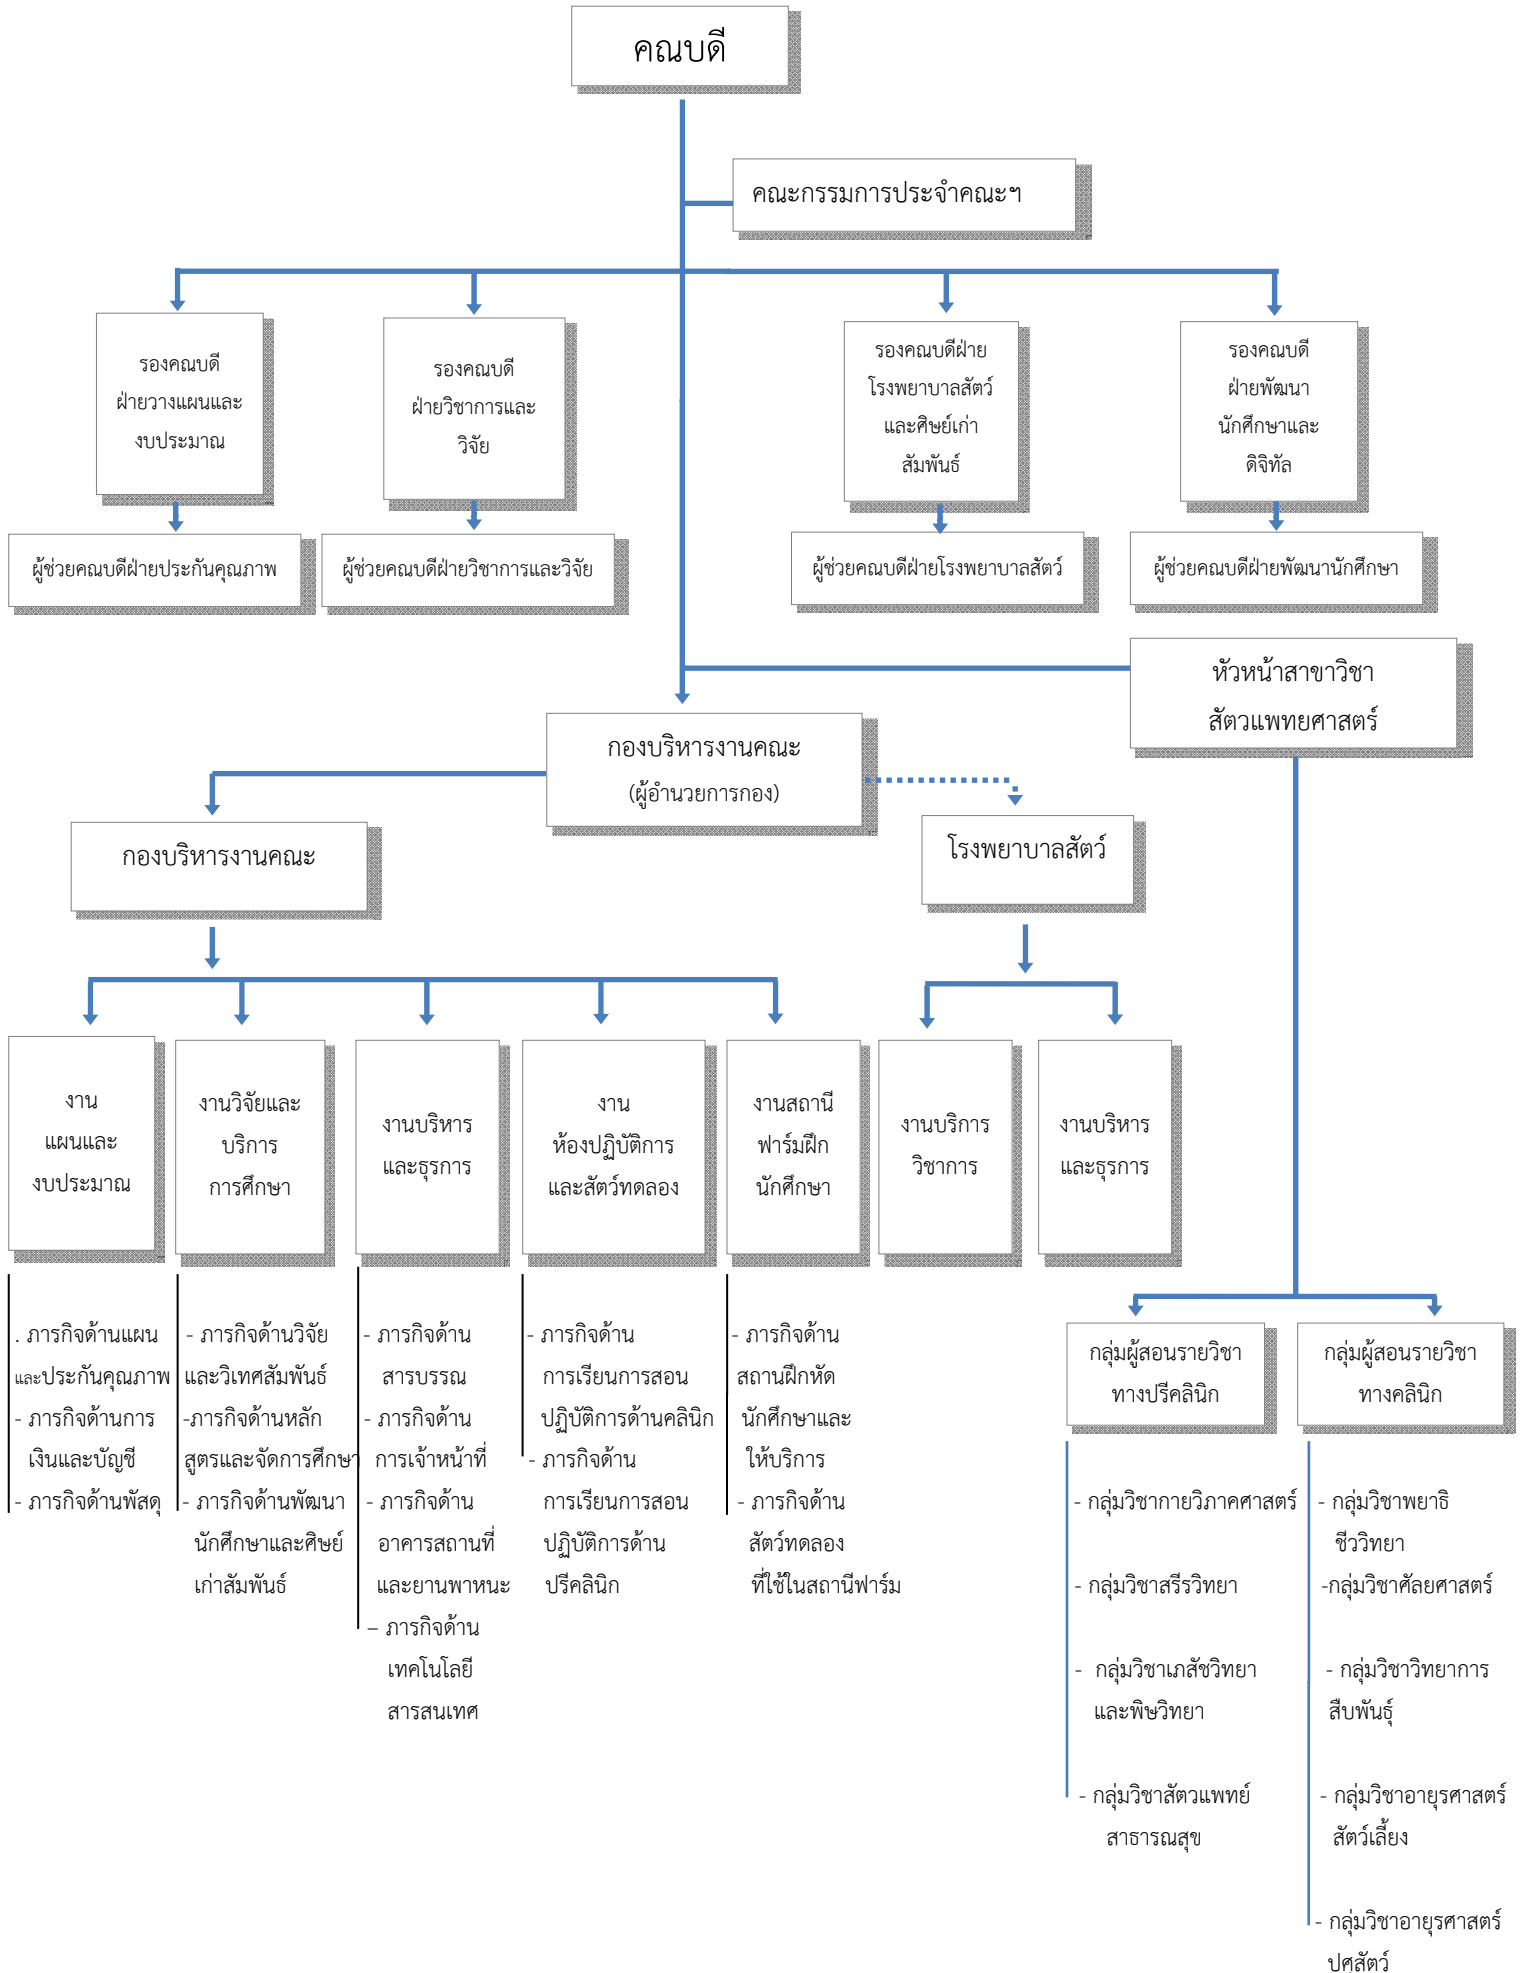 คณบดี
คณะกรรมการประจำคณะฯ
รองคณบดี
ฝ่ายวางแผนและ
งบประมาณ
รองคณบดี
ฝ่ายวิชาการและ
วิจัย
รองคณบดีฝ่าย
โรงพยาบาลสัตว์
และศิษย์เก่า
สัมพันธ์
รองคณบดี
ฝ่ายพัฒนา
นักศึกษาและ
ดิจิทัล
ผู้ช่วยคณบดีฝ่ายประกันคุณภาพ
ผู้ช่วยคณบดีฝ่ายวิชาการและวิจัย
ผู้ช่วยคณบดีฝ่ายโรงพยาบาลสัตว์
ผู้ช่วยคณบดีฝ่ายพัฒนานักศึกษา
หัวหน้าสาขาวิชา
สัตวแพทยศาสตร์
กองบริหารงานคณะ
(ผู้อำนวยการกอง)
กองบริหารงานคณะ
โรงพยาบาลสัตว์
งาน
แผนและ
งบประมาณ
งานวิจัยและ
บริการ
การศึกษา
งานบริหาร
และธุรการ
งาน
ห้องปฏิบัติการ
และสัตว์ทดลอง
งานสถานี
ฟาร์มฝึก
นักศึกษา
งานบริการ
วิชาการ
งานบริหาร
และธุรการ
. ภารกิจด้านแผน
และประกันคุณภาพ
- ภารกิจด้านการ
เงินและบัญชี
- ภารกิจด้านพัสดุ
- ภารกิจด้านวิจัย
และวิเทศสัมพันธ์
-ภารกิจด้านหลัก
สูตรและจัดการศึกษา
- ภารกิจด้านพัฒนา
นักศึกษาและศิษย์
เก่าสัมพันธ์
- ภารกิจด้าน
สารบรรณ
- ภารกิจด้าน
การเจ้าหน้าที่
- ภารกิจด้าน
อาคารสถานที่
และยานพาหนะ
– ภารกิจด้าน
เทคโนโลยี
สารสนเทศ
- ภารกิจด้าน
การเรียนการสอน
ปฏิบัติการด้านคลินิก
- ภารกิจด้าน
การเรียนการสอน
ปฏิบัติการด้าน
ปรีคลินิก
- ภารกิจด้าน
สถานฝึกหัด
นักศึกษาและ
ให้บริการ
- ภารกิจด้าน
สัตว์ทดลอง
ที่ใช้ในสถานีฟาร์ม
กลุ่มผู้สอนรายวิชา
ทางปรีคลินิก
กลุ่มผู้สอนรายวิชา
ทางคลินิก
- กลุ่มวิชากายวิภาคศาสตร์
- กลุ่มวิชาสรีรวิทยา
- กลุ่มวิชาเภสัชวิทยา
และพิษวิทยา
- กลุ่มวิชาสัตวแพทย์
สาธารณสุข
- กลุ่มวิชาพยาธิ
ชีววิทยา
-กลุ่มวิชาศัลยศาสตร์
- กลุ่มวิชาวิทยาการ
สืบพันธุ์
- กลุ่มวิชาอายุรศาสตร์
สัตว์เลี้ยง
- กลุ่มวิชาอายุรศาสตร์
ปศุสัตว์